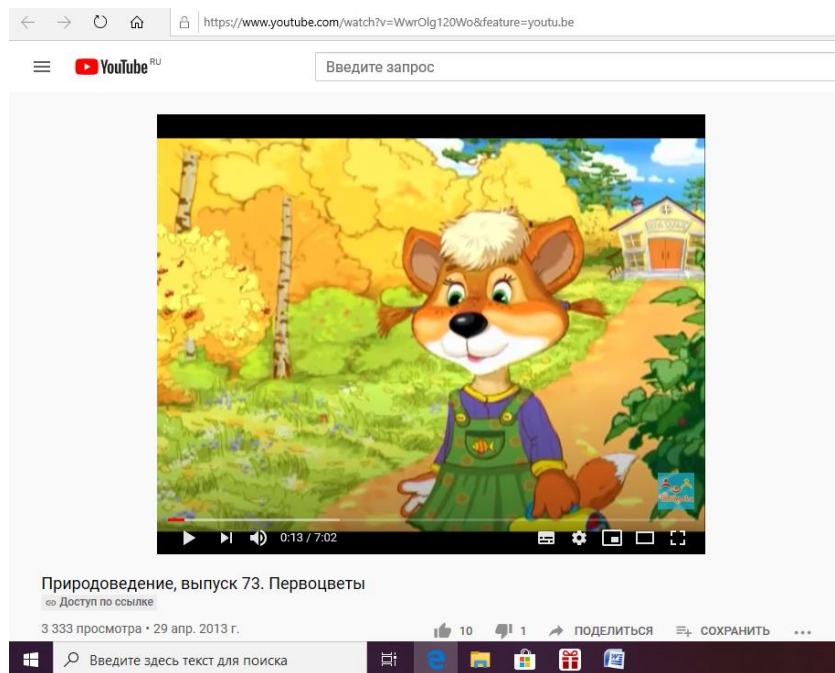 https://www.youtube.com/watch?v=WwrOlg120Wo&feature=youtu.be
YouTube RU
Введите запрос
ШКОЛА
0:13 / 7:02
Природоведение, выпуск 73. Первоцветы
Доступ по ссылке
3 333 просмотра • 29 апр. 2013 г.
10 1 ПОДЕЛИТЬСЯ СОХРАНИТЬ ...
Введите здесь текст для поиска